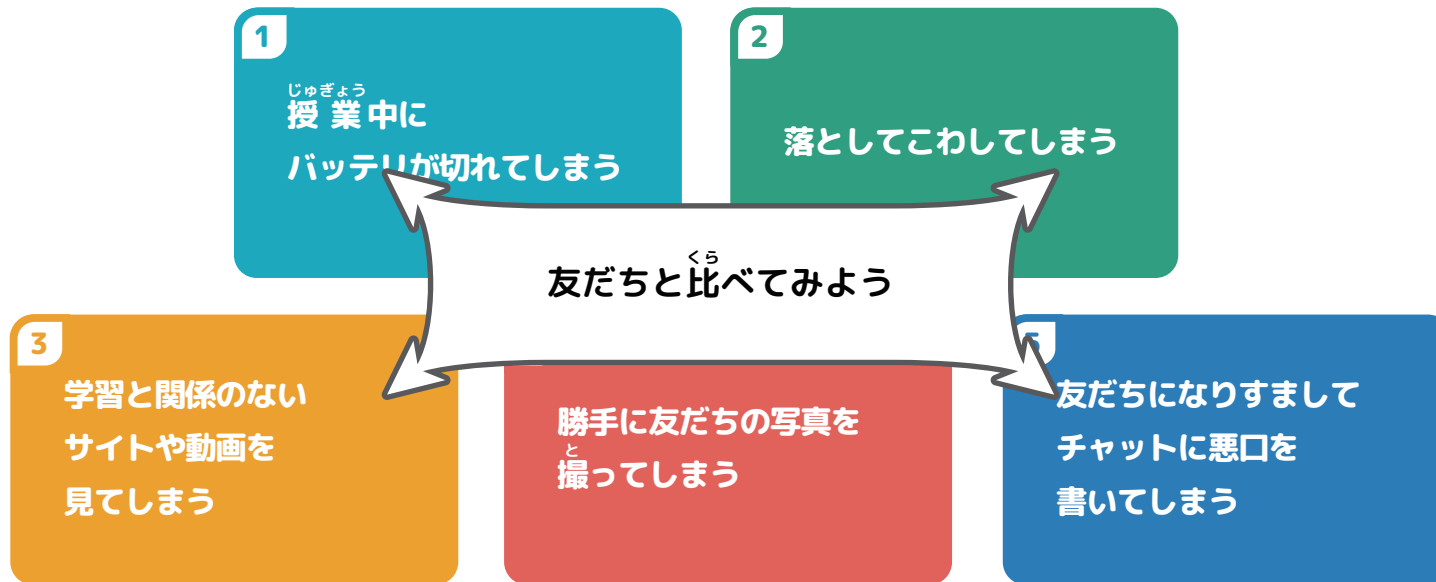 1
じゅぎょう
授業中に
バッテリが切れてしまう
2
落としてこわしてしまう
くら
友だちと比べてみよう
3
学習と関係のない
サイトや動画を
見てしまう
勝手に友だちの写真を
と
撮ってしまう
5
友だちになりすまして
チャットに悪口を
書いてしまう